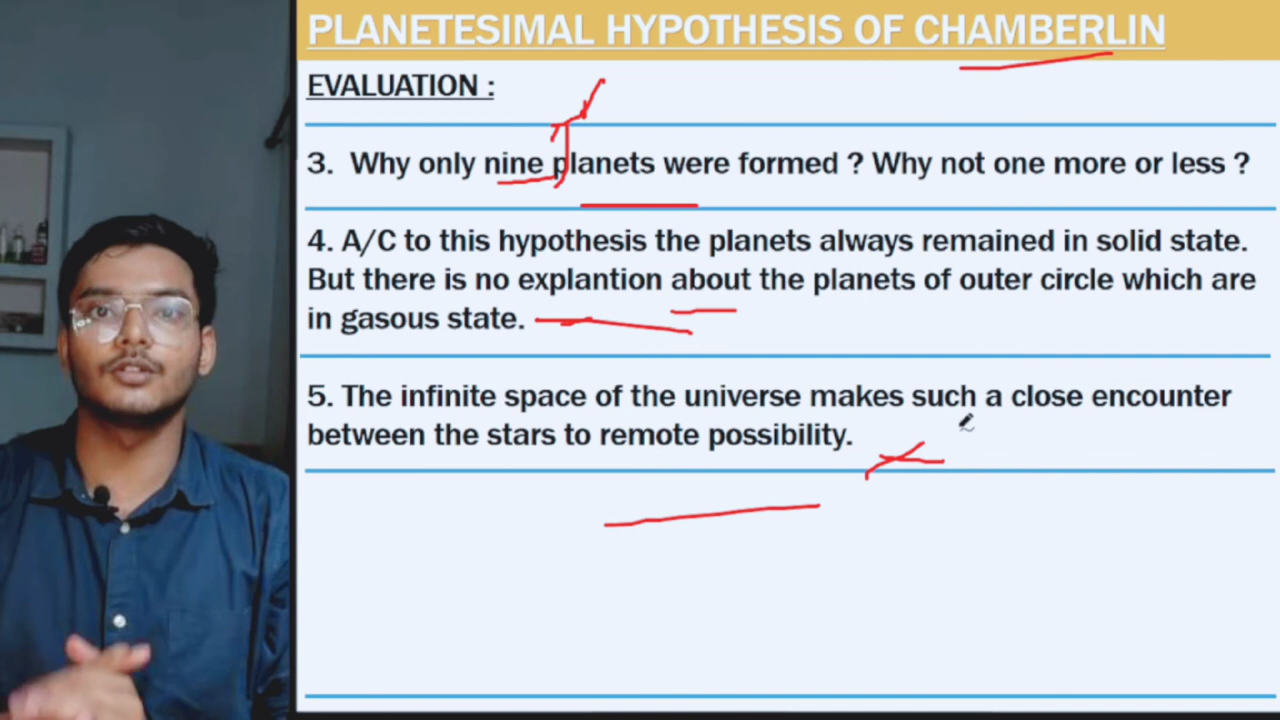 PLANETESIMAL HYPOTHESIS OF CHAMBERLIN
EVALUATION :
3. Why only nine planets were formed ? Why not one more or less ?
4. A/C to this hypothesis the planets always remained in solid state.
But there is no explantion about the planets of outer circle which are
in gasous state.
5. The infinite space of the universe makes such a close encounter
between the stars to remote possibility.